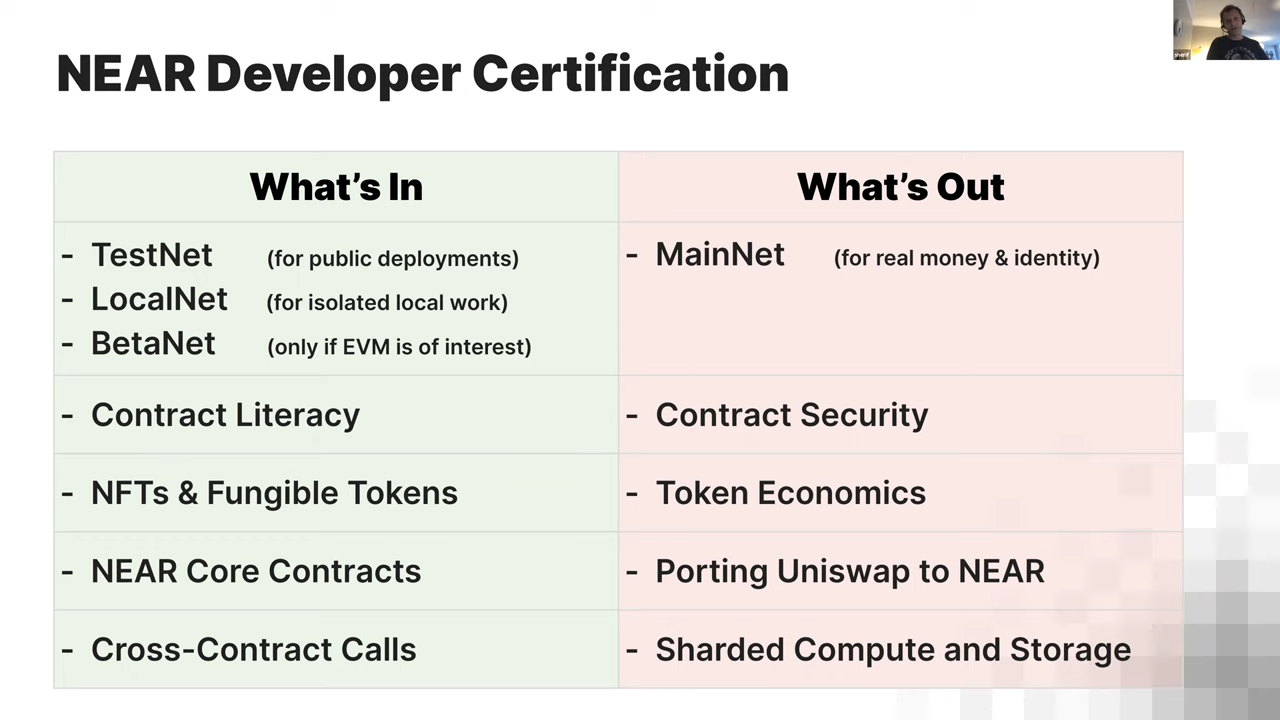 NEAR Developer Certification
What's In
What's Out
- TestNet (for public deployments)
- LocalNet (for isolated local work)
- BetaNet (only if EVM is of interest)
- MainNet (for real money & identity)
- Contract Literacy
- Contract Security
- NFTs & Fungible Tokens
- Token Economics
- NEAR Core Contracts
- Porting Uniswap to NEAR
- Cross-Contract Calls
- Sharded Compute and Storage